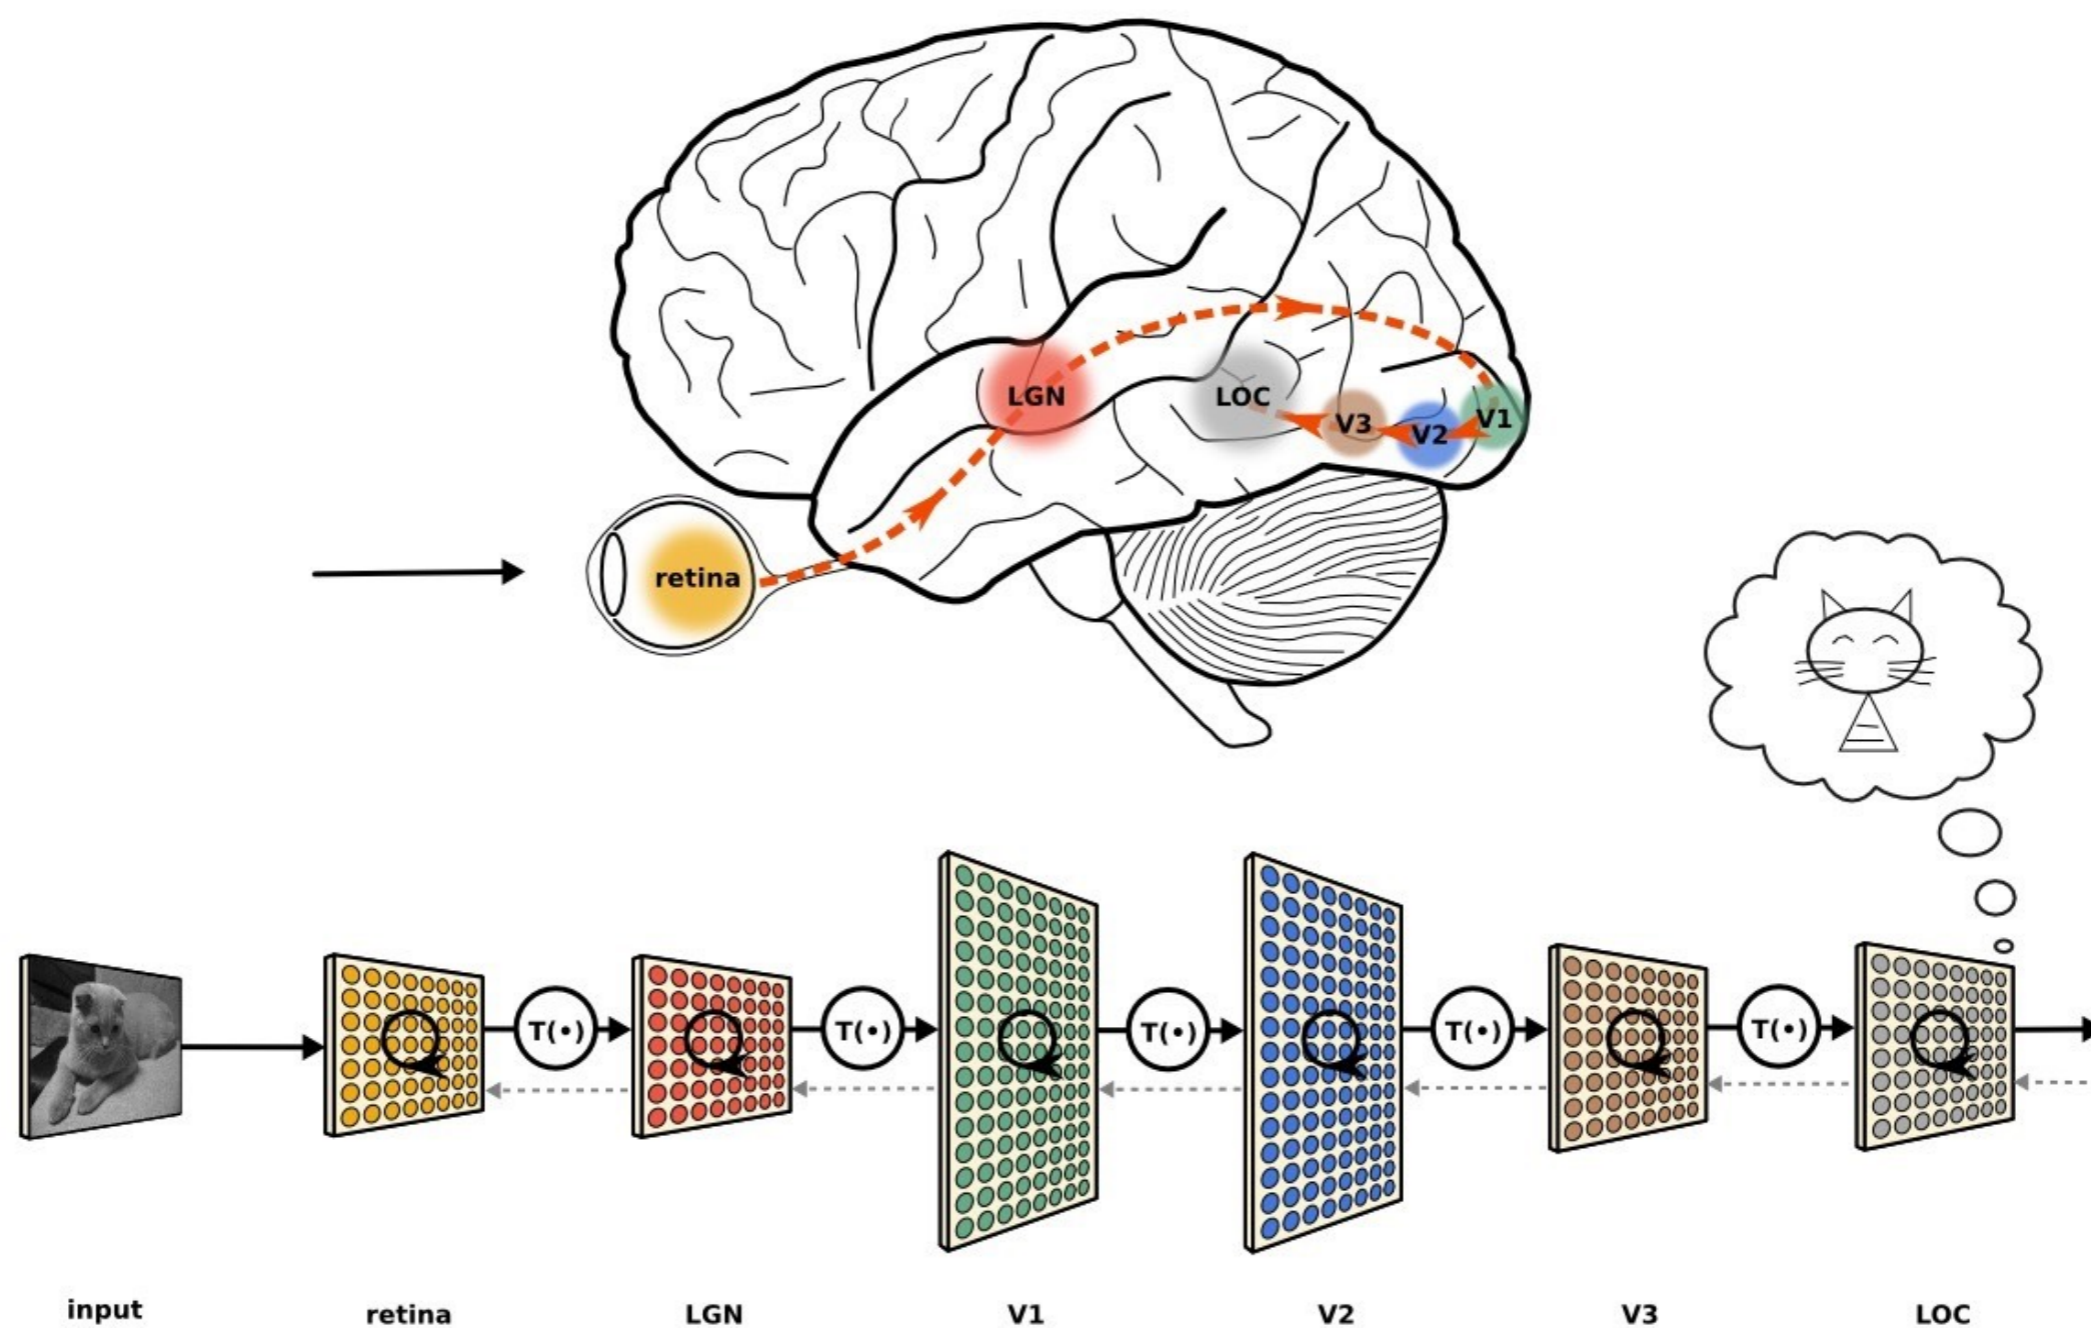 LGN
LOC
V3
V2
V1
retina
T(•)
T(•)
T(•)
T(•)
T(•)
input
retina
LGN
V1
V2
V3
LOC